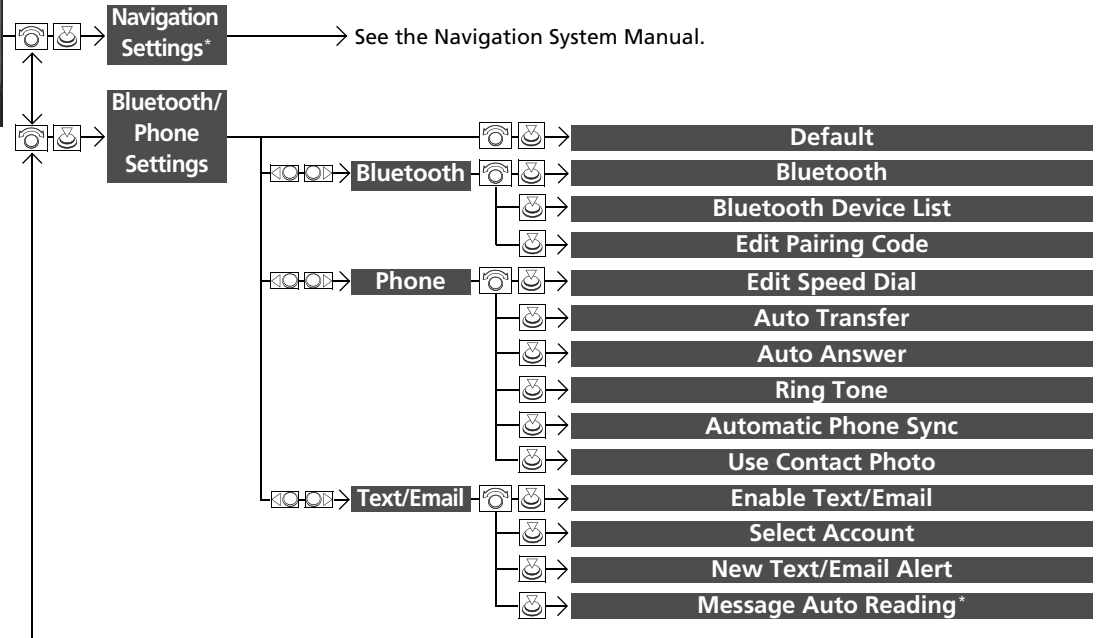 Navigation
Settings*
See the Navigation System Manual.
Bluetooth/
Phone
Settings
Default
Bluetooth
Bluetooth
Bluetooth Device List
Edit Pairing Code
Phone
Edit Speed Dial
Auto Transfer
Auto Answer
Ring Tone
Automatic Phone Sync
Use Contact Photo
Text/Email
Enable Text/Email
Select Account
New Text/Email Alert
Message Auto Reading*